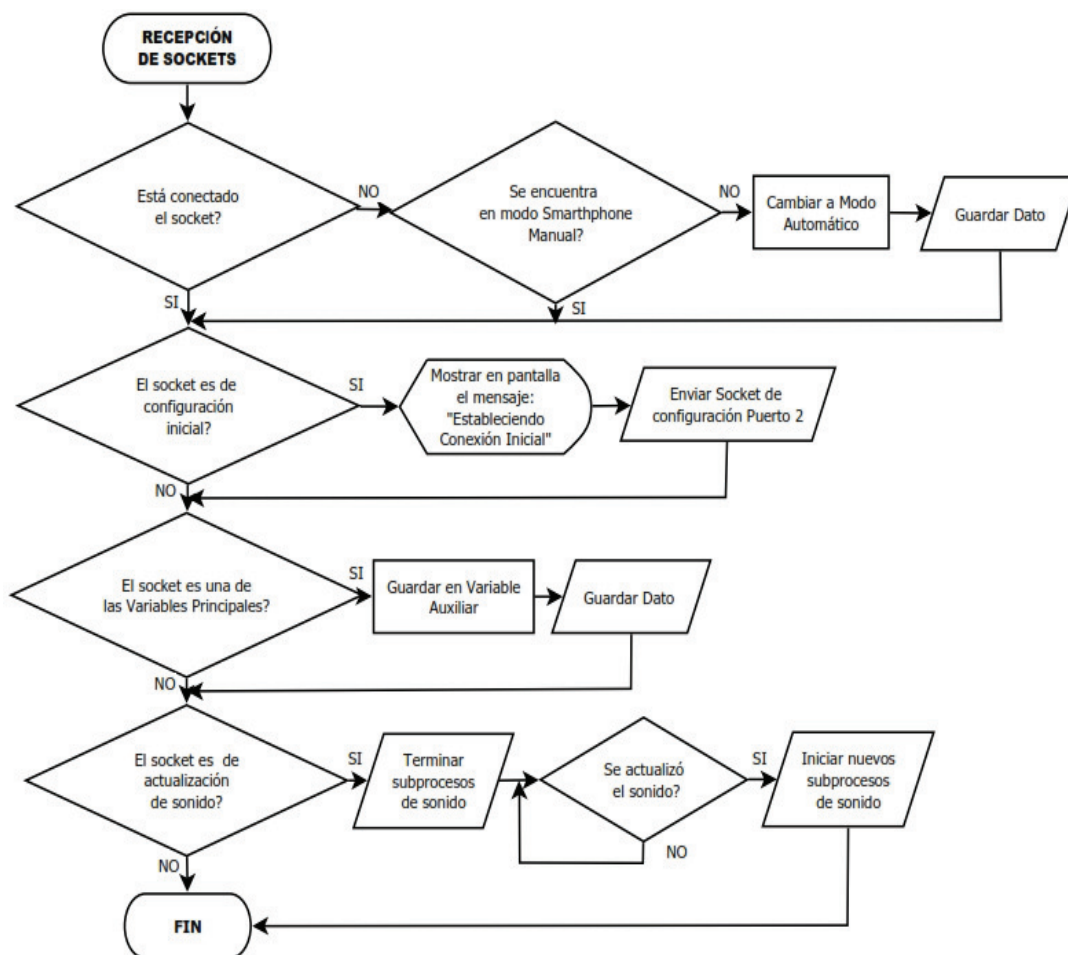 RECEPCIÓN
DE SOCKETS
Está conectado
el socket?
NO
Se encuentra
en modo Smarthphone
Manual?
NO
Cambiar a Modo
Automático
Guardar Dato
SI
SI
El socket es de
configuración
inicial?
SI
Mostrar en pantalla
el mensaje:
"Estableciendo
Conexión Inicial"
Enviar Socket de
configuración Puerto 2
NO
El socket es una de
las Variables Principales?
SI
Guardar en Variable
Auxiliar
Guardar Dato
NO
El socket es de
actualización
de sonido?
SI
Terminar
subprocesos
de sonido
Se actualizó
el sonido?
SI
Iniciar nuevos
subprocesos
de sonido
NO
NO
FIN